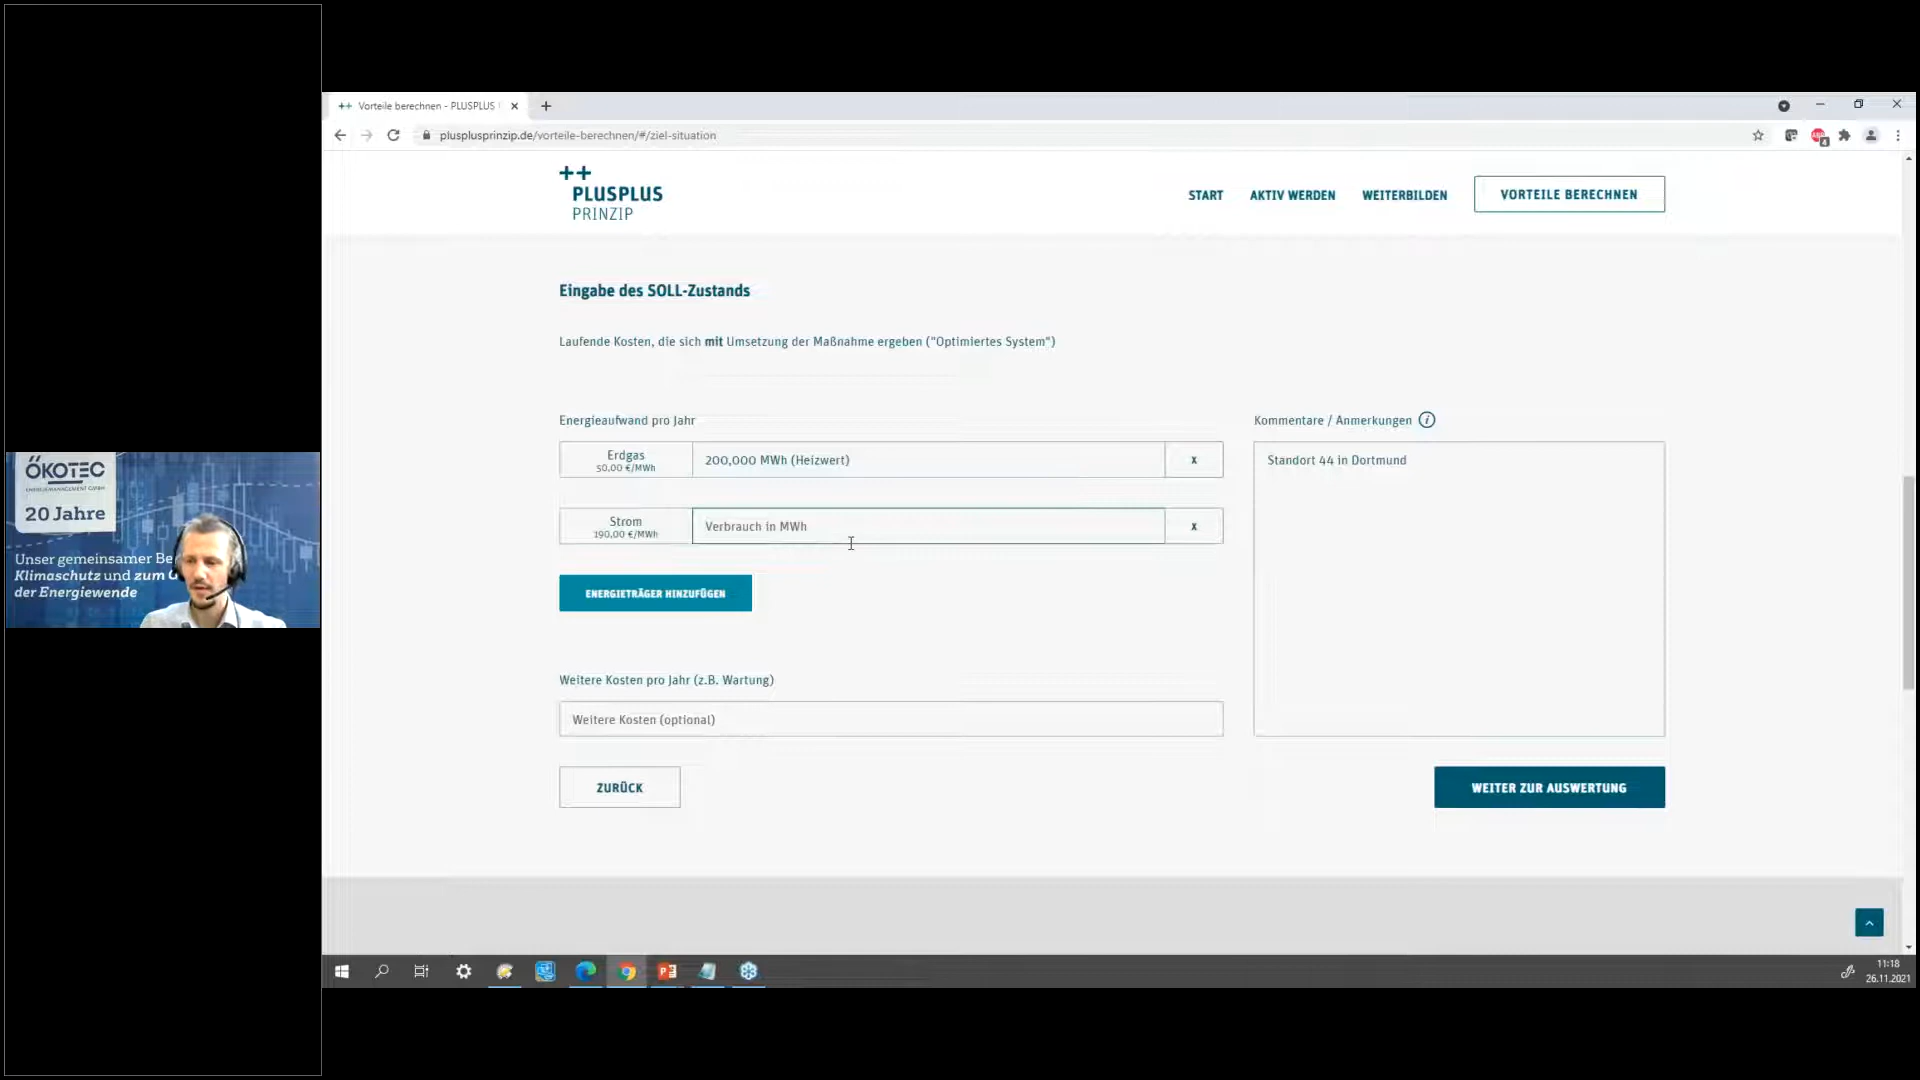 Vorteile berechnen - PLUSPLUS
plusplusprinzip.de/vorteile-berechnen/#/ziel-situation
++
PLUSPLUS
PRINZIP
START
AKTIV WERDEN
WEITERBILDEN
VORTEILE BERECHNEN
Eingabe des SOLL-Zustands
Laufende Kosten, die sich mit Umsetzung der Maßnahme ergeben ("Optimiertes System")
Energieaufwand pro Jahr
Erdgas
50,00 €/MWh
200,000 MWh (Heizwert)
x
Strom
190,00 €/MWh
Verbrauch in MWh
x
ENERGIETRÄGER HINZUFÜGEN
Kommentare / Anmerkungen
Standort 44 in Dortmund
Weitere Kosten pro Jahr (z.B. Wartung)
Weitere Kosten (optional)
ZURÜCK
WEITER ZUR AUSWERTUNG
ÖKOTEC
ENERGIEMANAGEMENT GMBH
20 Jahre
Unser gemeinsamer Be
Klimaschutz und zum G
der Energiewende
11:18
26.11.2021